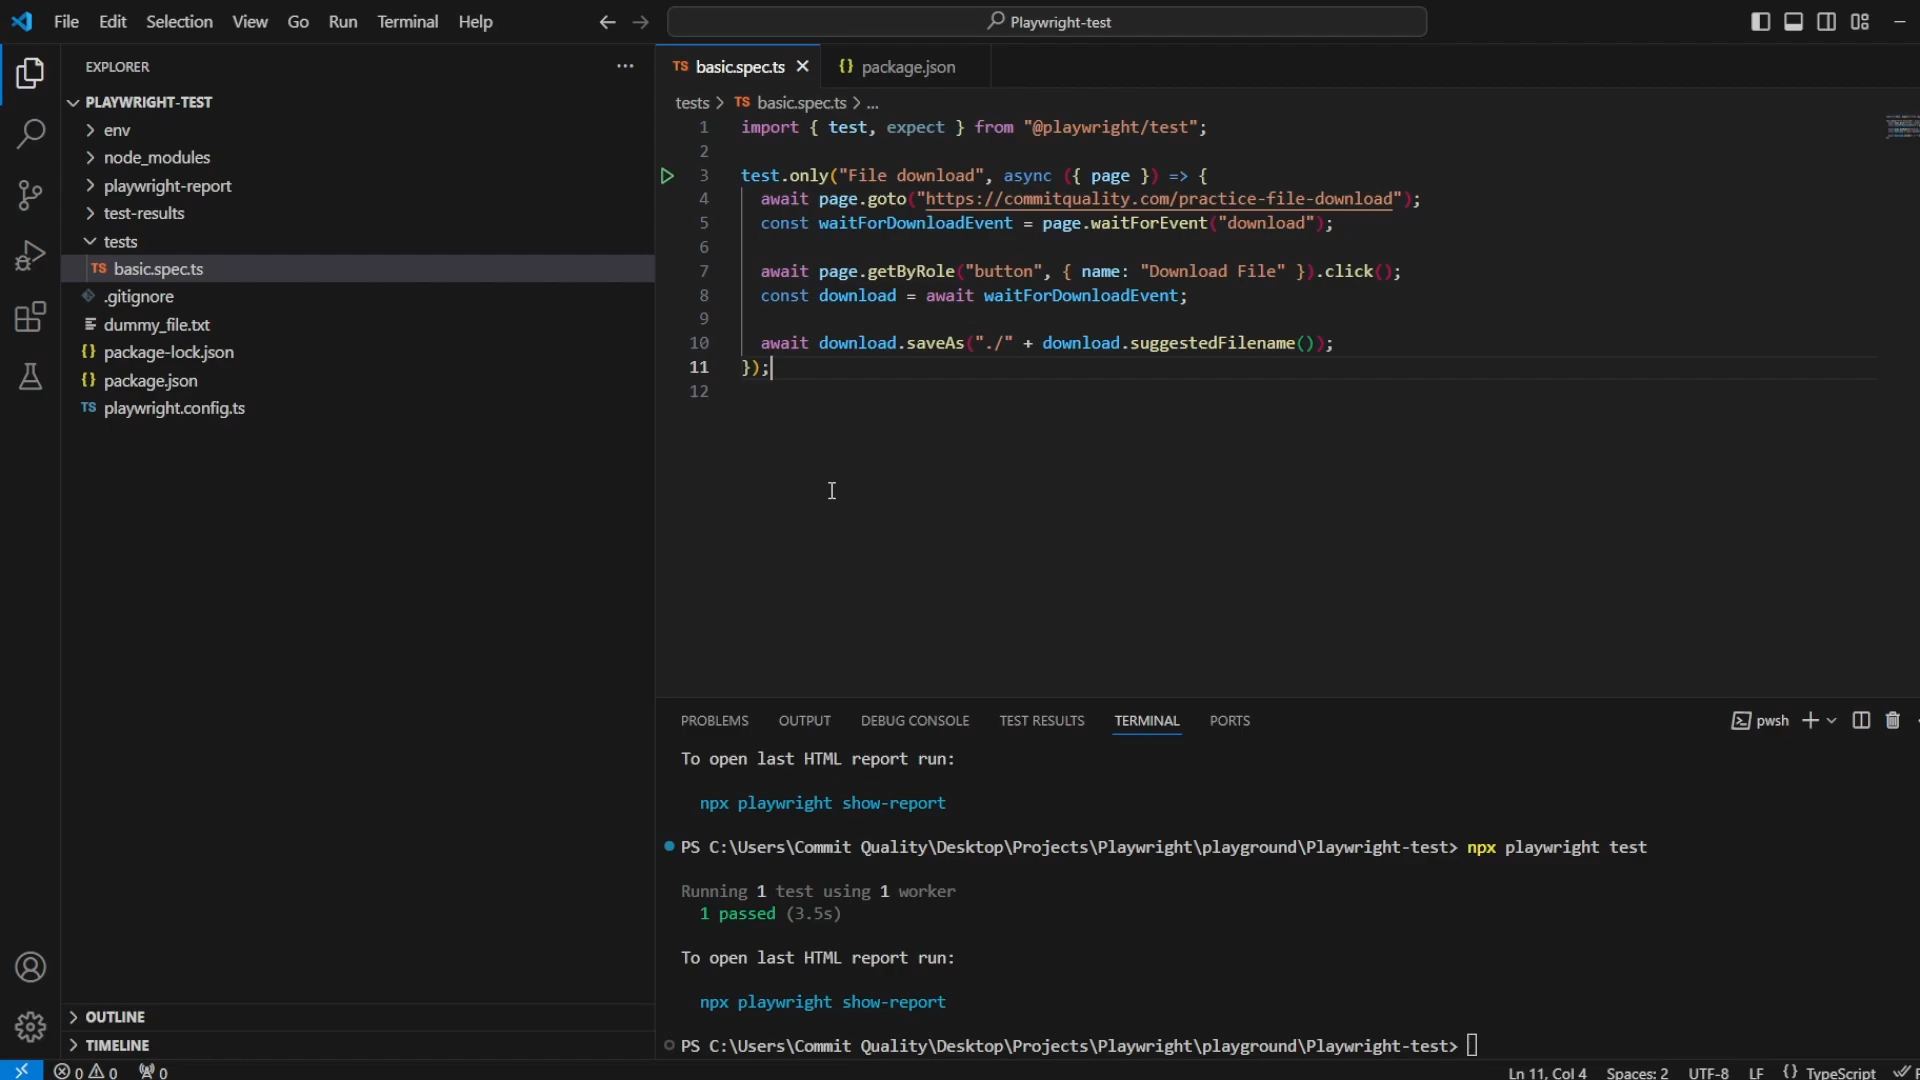 File Edit Selection View Go Run Terminal Help
Playwright-test
EXPLORER
PLAYWRIGHT-TEST
env
node_modules
playwright-report
test-results
tests
TS basic.spec.ts
.gitignore
dummy_file.txt
{} package-lock.json
{} package.json
TS playwright.config.ts
OUTLINE
TIMELINE
TS basic.spec.ts
{} package.json
tests > TS basic.spec.ts > ...
1 import { test, expect } from "@playwright/test";
2
3 test.only("File download", async ({ page }) => {
4 await page.goto("https://commitquality.com/practice-file-download");
5 const waitForDownloadEvent = page.waitForEvent("download");
6
7 await page.getByRole("button", { name: "Download File" }).click();
8 const download = await waitForDownloadEvent;
9
10 await download.saveAs("./" + download.suggestedFilename());
11 });
12
PROBLEMS OUTPUT DEBUG CONSOLE TEST RESULTS TERMINAL PORTS
pwsh
To open last HTML report run:
npx playwright show-report
PS C:\Users\Commit Quality\Desktop\Projects\Playwright\playground\Playwright-test> npx playwright test
Running 1 test using 1 worker
1 passed (3.5s)
To open last HTML report run:
npx playwright show-report
PS C:\Users\Commit Quality\Desktop\Projects\Playwright\playground\Playwright-test>
0 0 0
Ln 11, Col 4 Spaces: 2 UTF-8 LF {} TypeScript